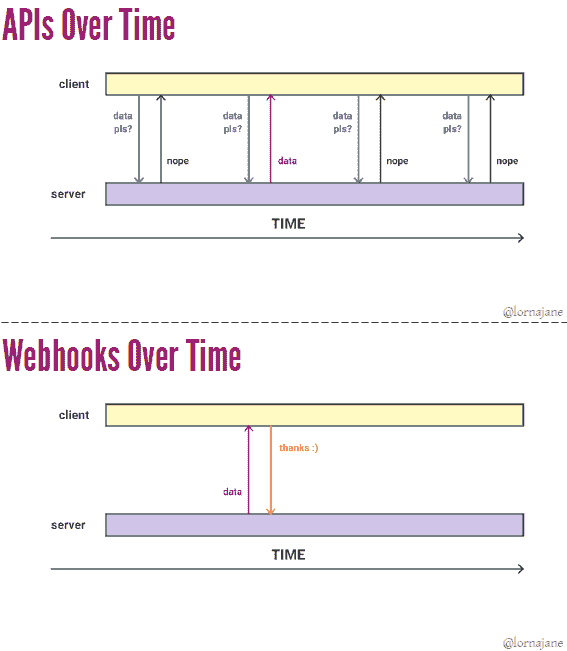 APIs Over Time
client
data
pls?
nope
data
pls?
data
data
pls?
nope
data
pls?
nope
server
TIME
@lornajane
Webhooks Over Time
client
thanks :)
data
server
TIME
@lornajane